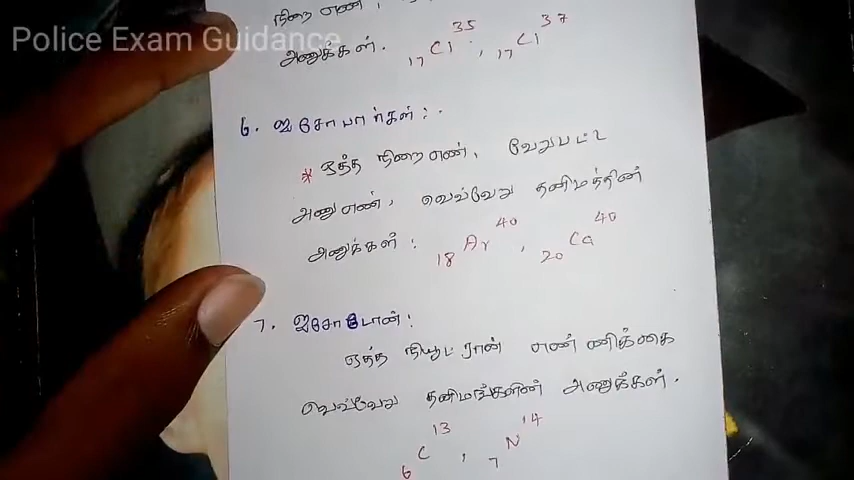 நிறை எண்,
Police Exam Guidance
அணுக்கள். ₁₇Cl³⁵, ₁₇Cl³⁷
6. ஐசோபார்கள் :.
* ஒத்த நிறை எண், வேறுபட்ட
அணு எண், வெவ்வேறு தனிமத்தின்
அணுக்கள் : ₁₈Ar⁴⁰, ₂₀Ca⁴⁰
7. ஐசோடோன் :
ஒத்த நியூட்ரான் எண்ணிக்கை
வெவ்வேறு தனிமங்களின் அணுக்கள்.
₆C¹³, ₇N¹⁴